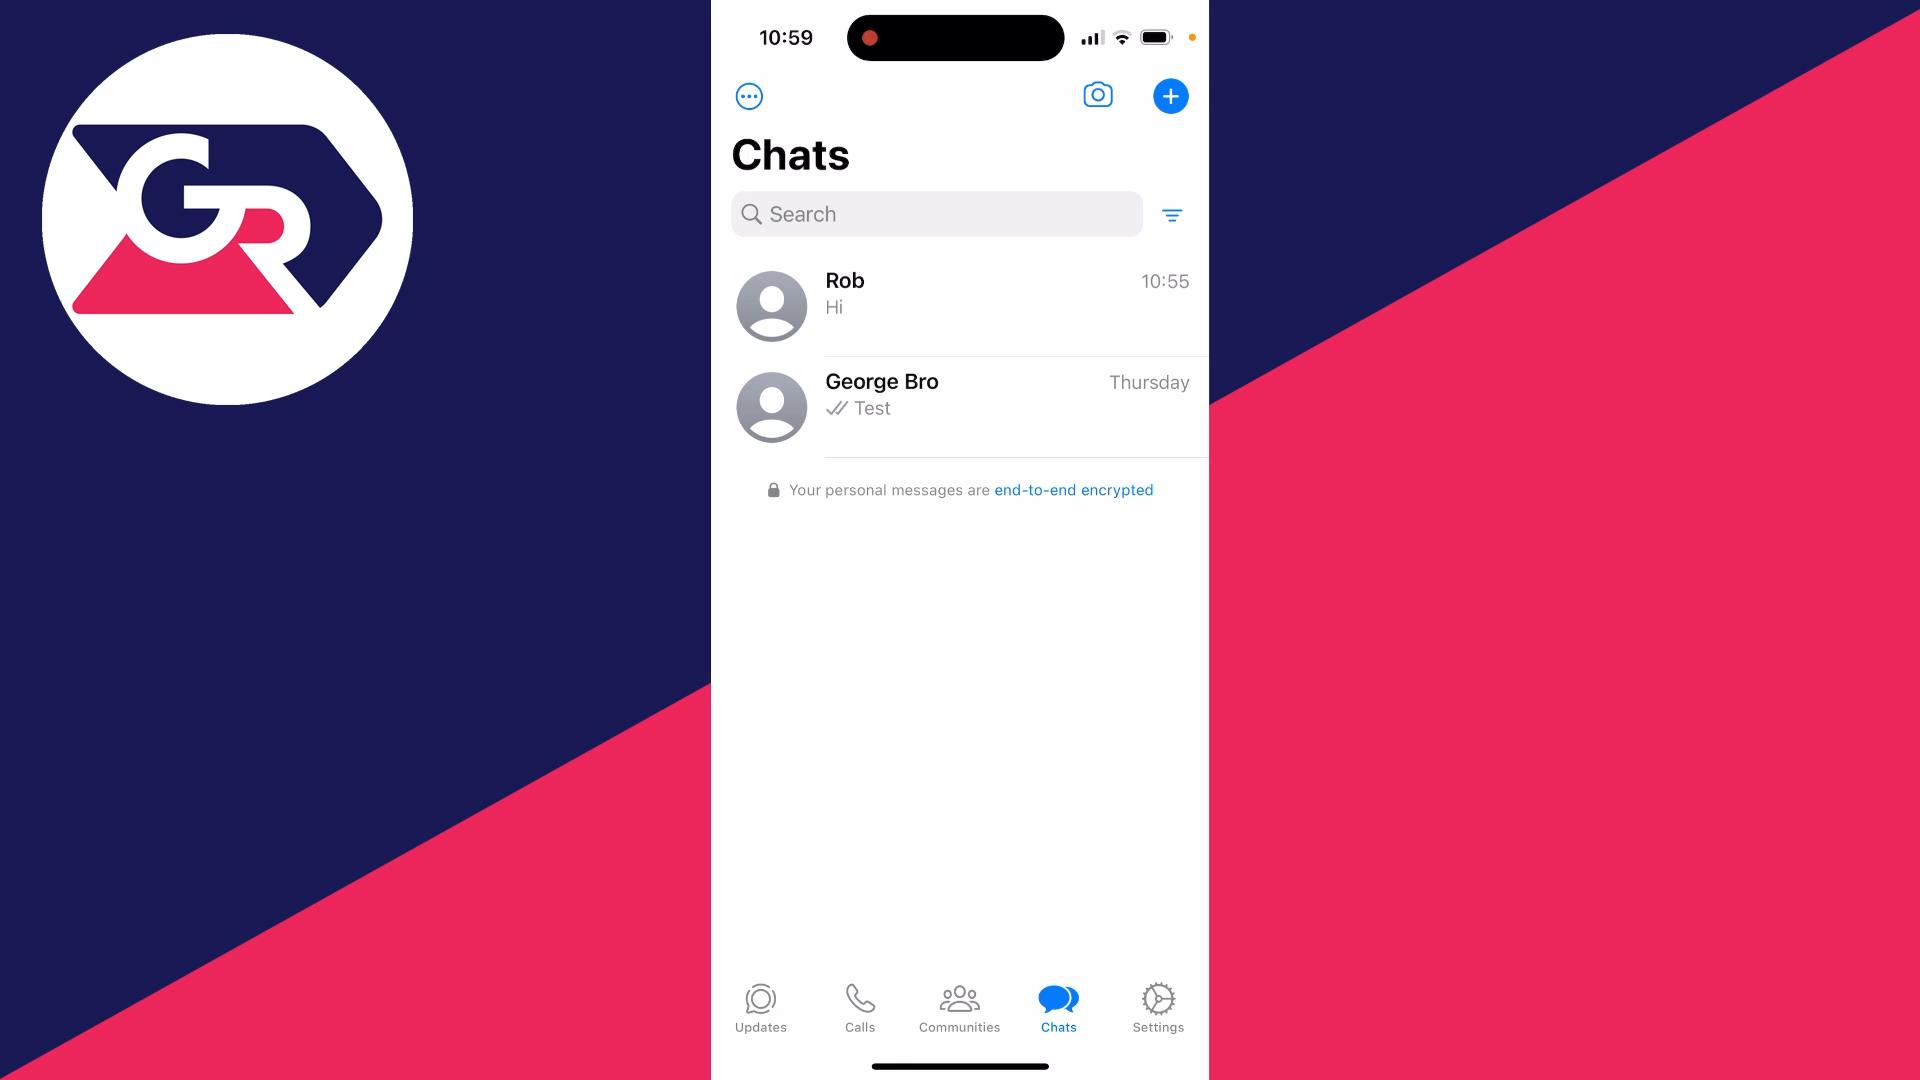 GR
10:59
Chats
Search
Rob
10:55
Hi
George Bro
Thursday
Test
Your personal messages are end-to-end encrypted
Updates
Calls
Communities
Chats
Settings